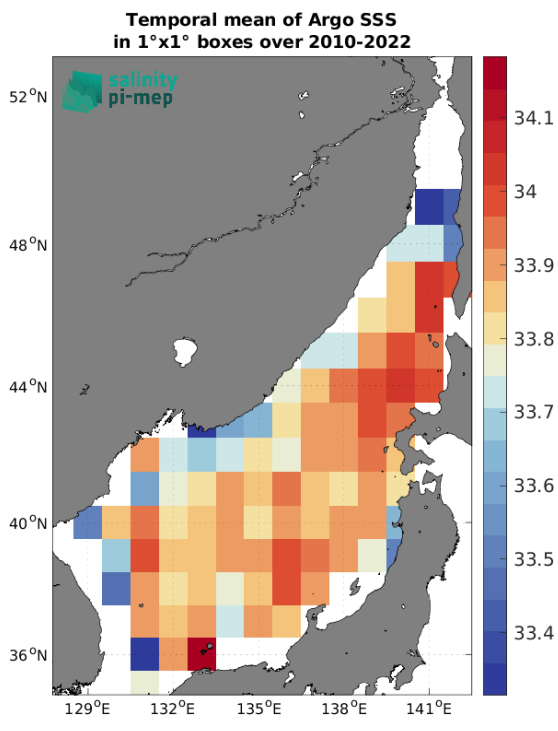 Temporal mean of Argo SSS
in 1°x1° boxes over 2010-2022
salinity
pi-mep
52°N
48°N
44°N
40°N
36°N
129°E 132°E 135°E 138°E 141°E
34.1
34
33.9
33.8
33.7
33.6
33.5
33.4